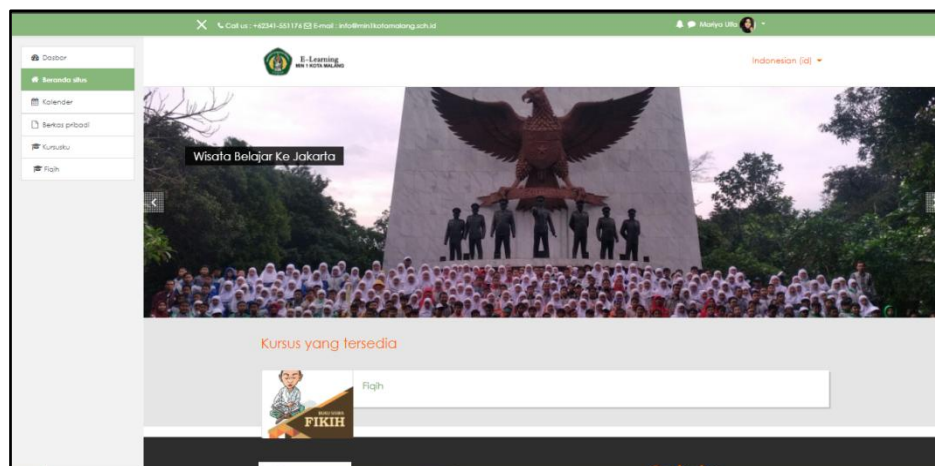 Call us : +62341-551176 E-mail : info@min1kotamalang.sch.id
Mariya Ulfa
Dasbor
Beranda situs
Kalender
Berkas pribadi
Kursusku
Fiqih
E-Learning
MIN 1 KOTA MALANG
Indonesian (id)
Wisata Belajar Ke Jakarta
Kursus yang tersedia
Fiqih
FIKIH